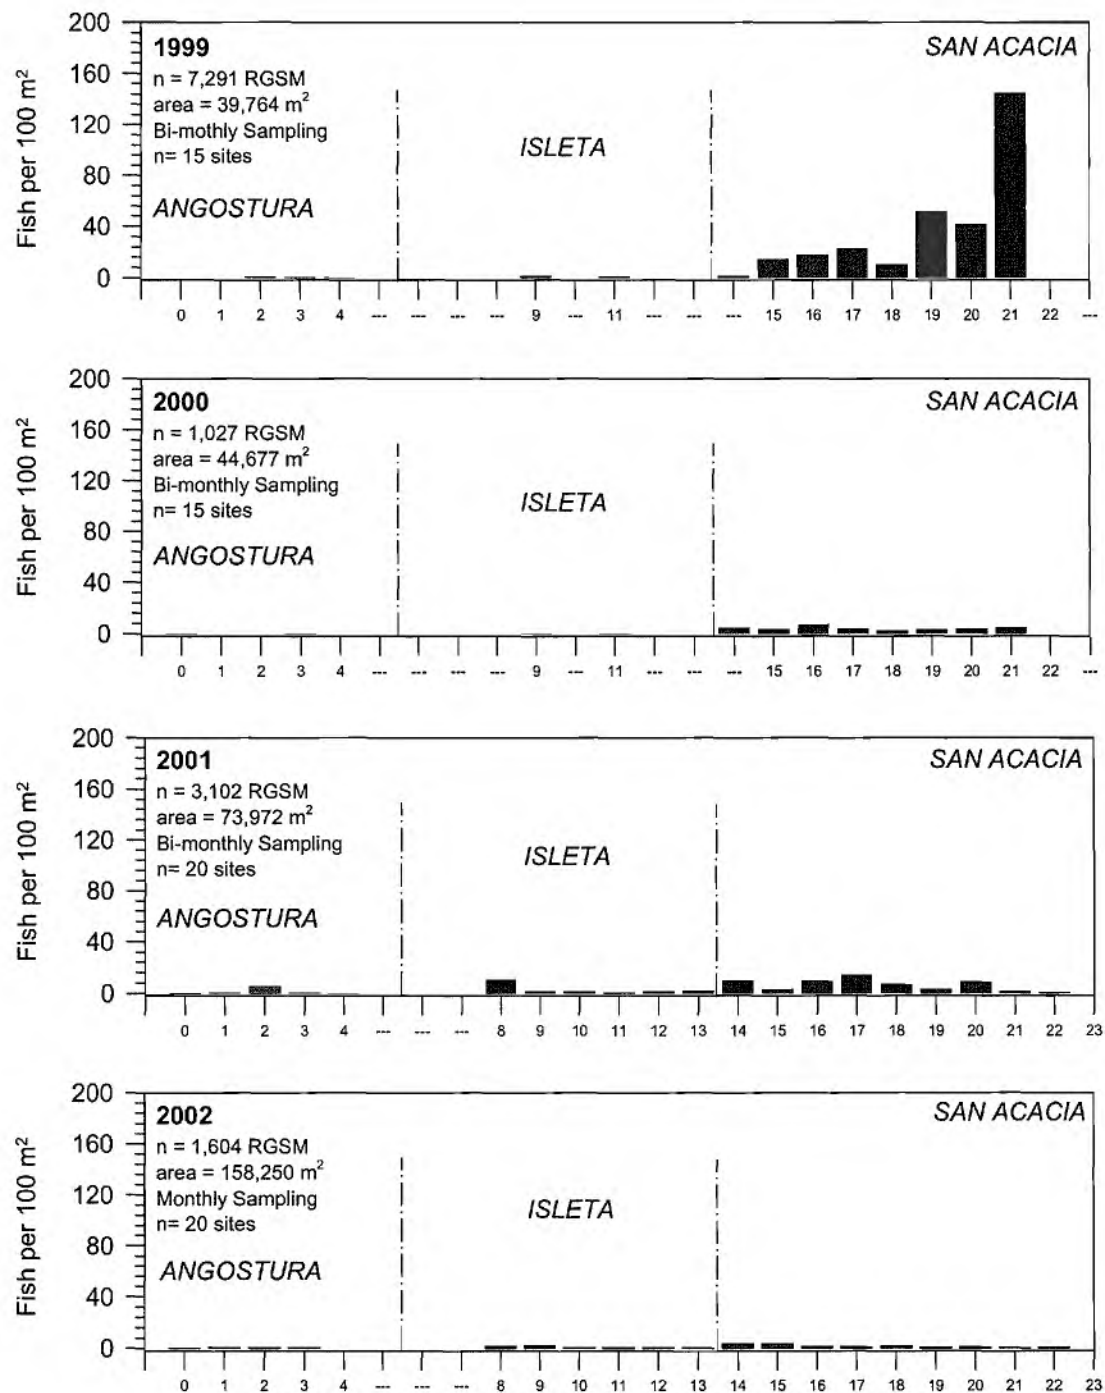 Fish per 100 m²
200
160
120
80
40
0
1999
n = 7,291 RGSM
area = 39,764 m²
Bi-mothly Sampling
n= 15 sites
ANGOSTURA
ISLETA
SAN ACACIA
0 1 2 3 4 --- --- --- --- 9 --- 11 --- --- --- 15 16 17 18 19 20 21 22 ---
Fish per 100 m²
200
160
120
80
40
0
2000
n = 1,027 RGSM
area = 44,677 m²
Bi-monthly Sampling
n= 15 sites
ANGOSTURA
ISLETA
SAN ACACIA
0 1 2 3 4 --- --- --- --- 9 --- 11 --- --- --- 15 16 17 18 19 20 21 22 ---
Fish per 100 m²
200
160
120
80
40
0
2001
n = 3,102 RGSM
area = 73,972 m²
Bi-monthly Sampling
n= 20 sites
ANGOSTURA
ISLETA
SAN ACACIA
0 1 2 3 4 --- --- --- 8 9 10 11 12 13 14 15 16 17 18 19 20 21 22 23
Fish per 100 m²
200
160
120
80
40
0
2002
n = 1,604 RGSM
area = 158,250 m²
Monthly Sampling
n= 20 sites
ANGOSTURA
ISLETA
SAN ACACIA
0 1 2 3 4 --- --- --- 8 9 10 11 12 13 14 15 16 17 18 19 20 21 22 23